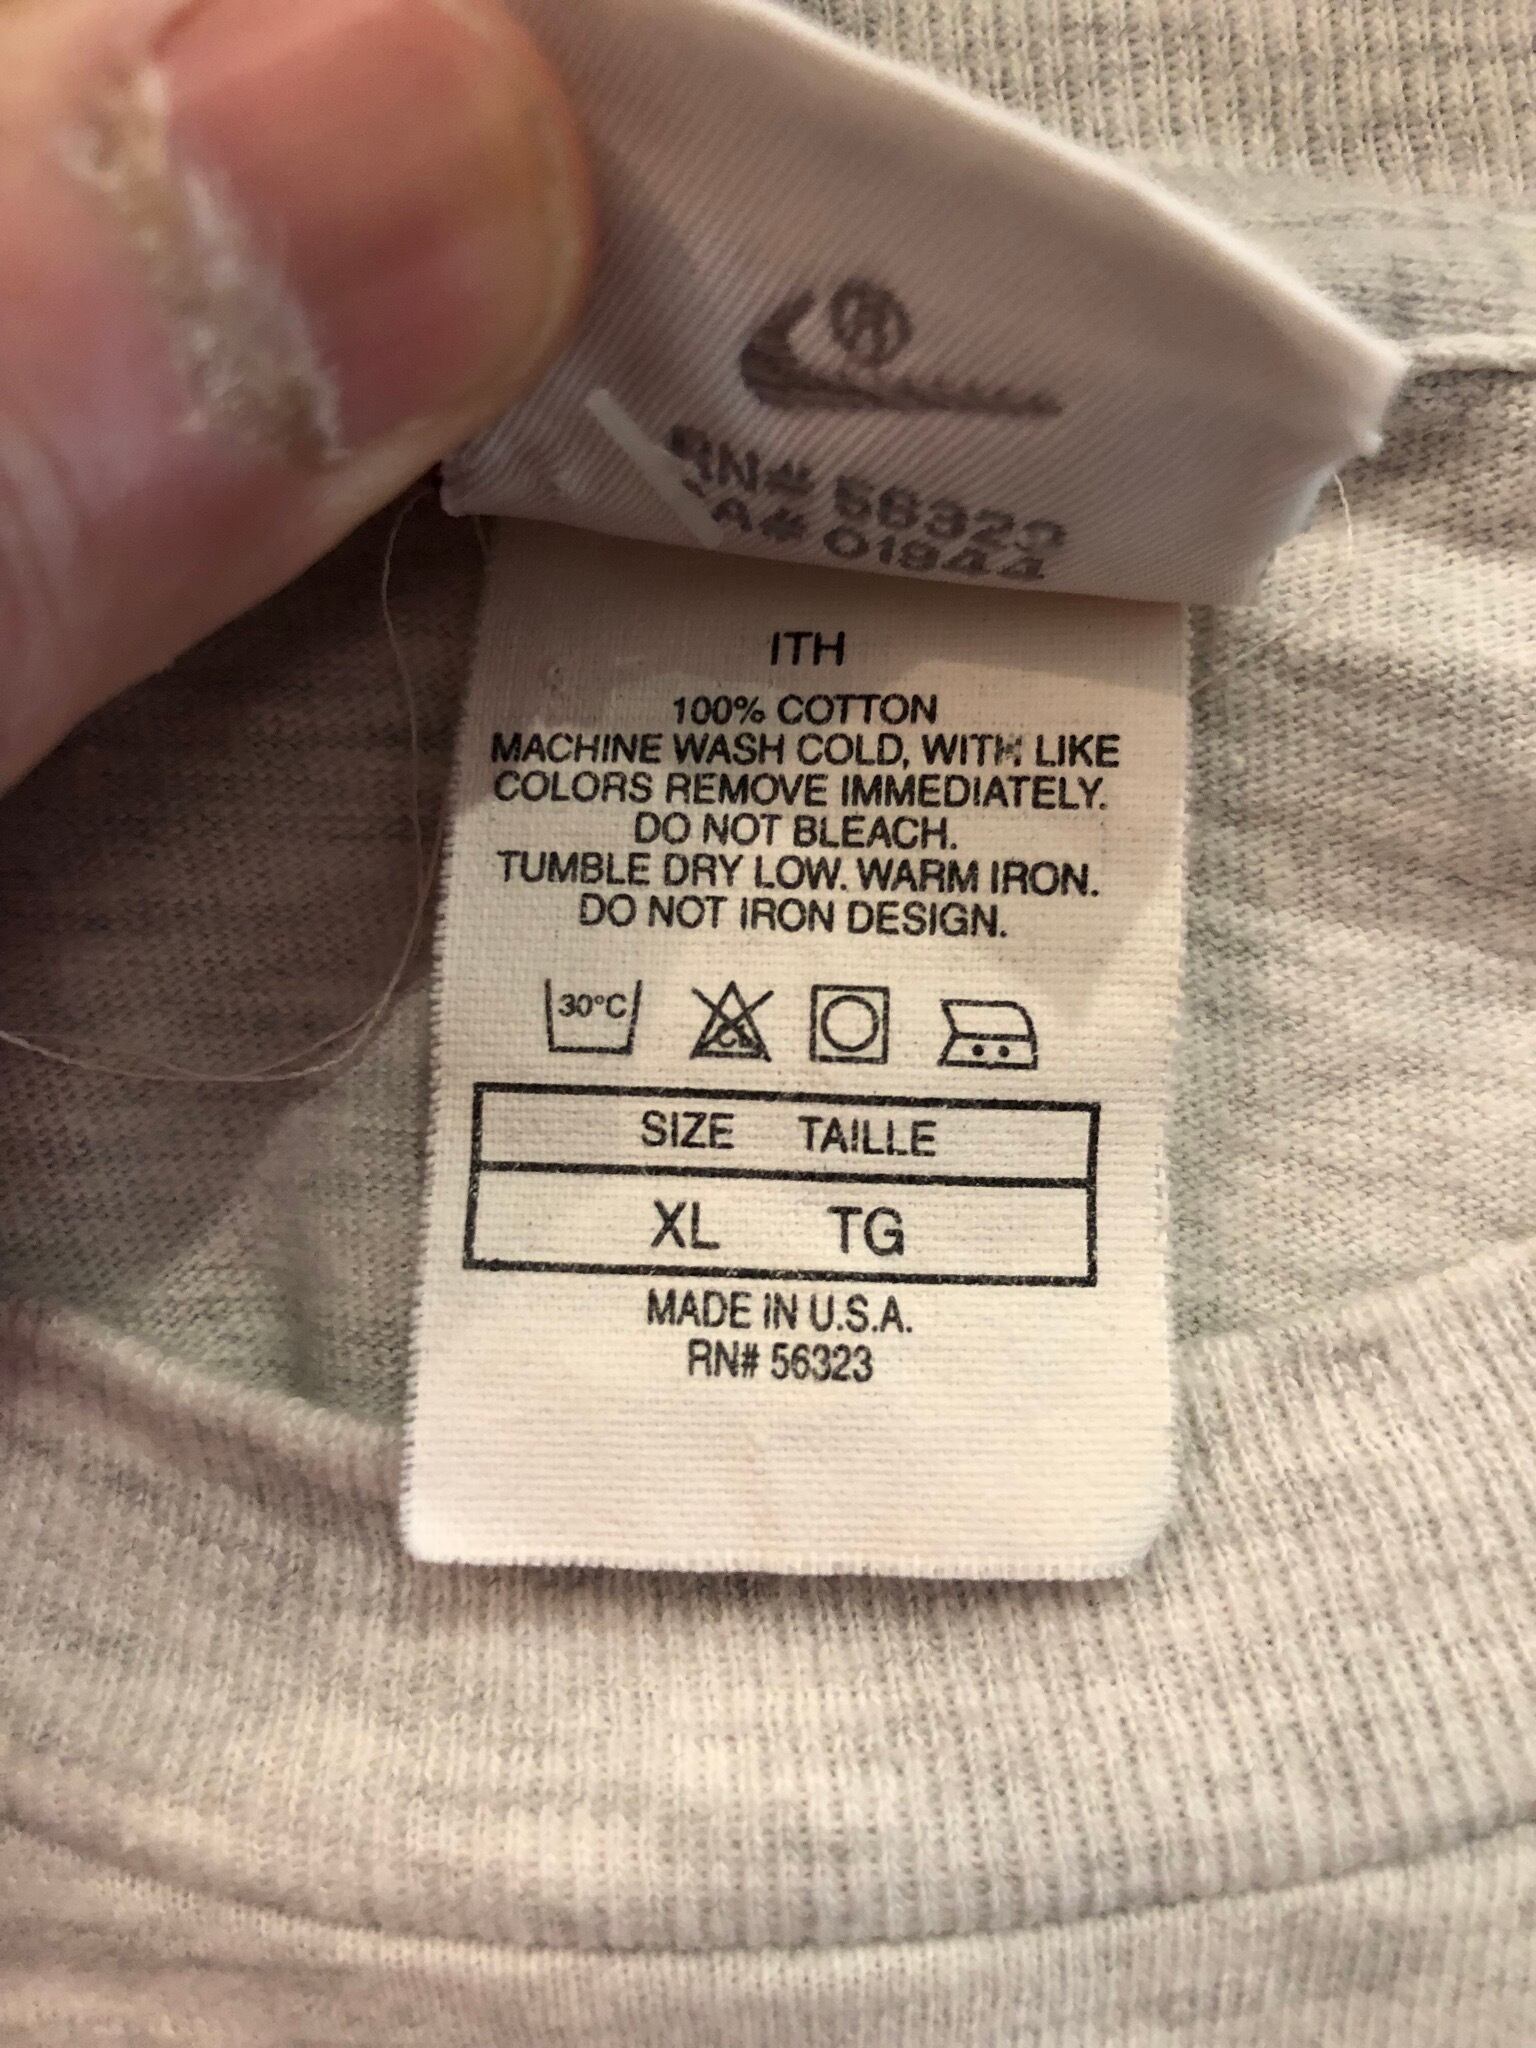 RN# 56323
CA# 01944
ITH
100% COTTON
MACHINE WASH COLD, WITH LIKE
COLORS REMOVE IMMEDIATELY.
DO NOT BLEACH.
TUMBLE DRY LOW. WARM IRON.
DO NOT IRON DESIGN.
30°C CL
SIZE TAILLE
XL TG
MADE IN U.S.A.
RN# 56323